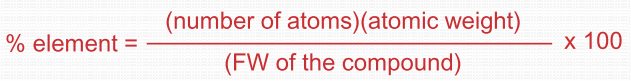 (number of atoms)(atomic weight)
% element = x 100
(FW of the compound)